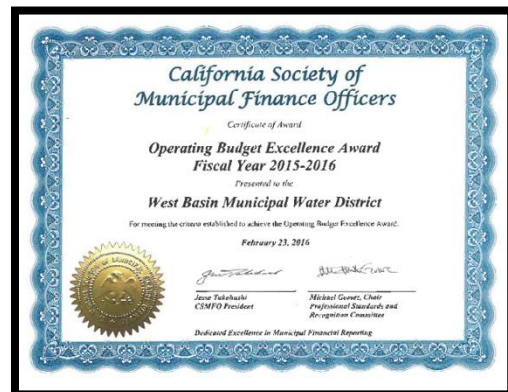 California Society of
Municipal Finance Officers
Certificate of Award
Operating Budget Excellence Award
Fiscal Year 2015-2016
Presented to the
West Basin Municipal Water District
For meeting the criteria established to achieve the Operating Budget Excellence Award.
February 23, 2016
Jesse Takahashi
CSMFO President
Michael Gomez, Chair
Professional Standards and
Recognition Committee
Dedicated Excellence in Municipal Financial Reporting